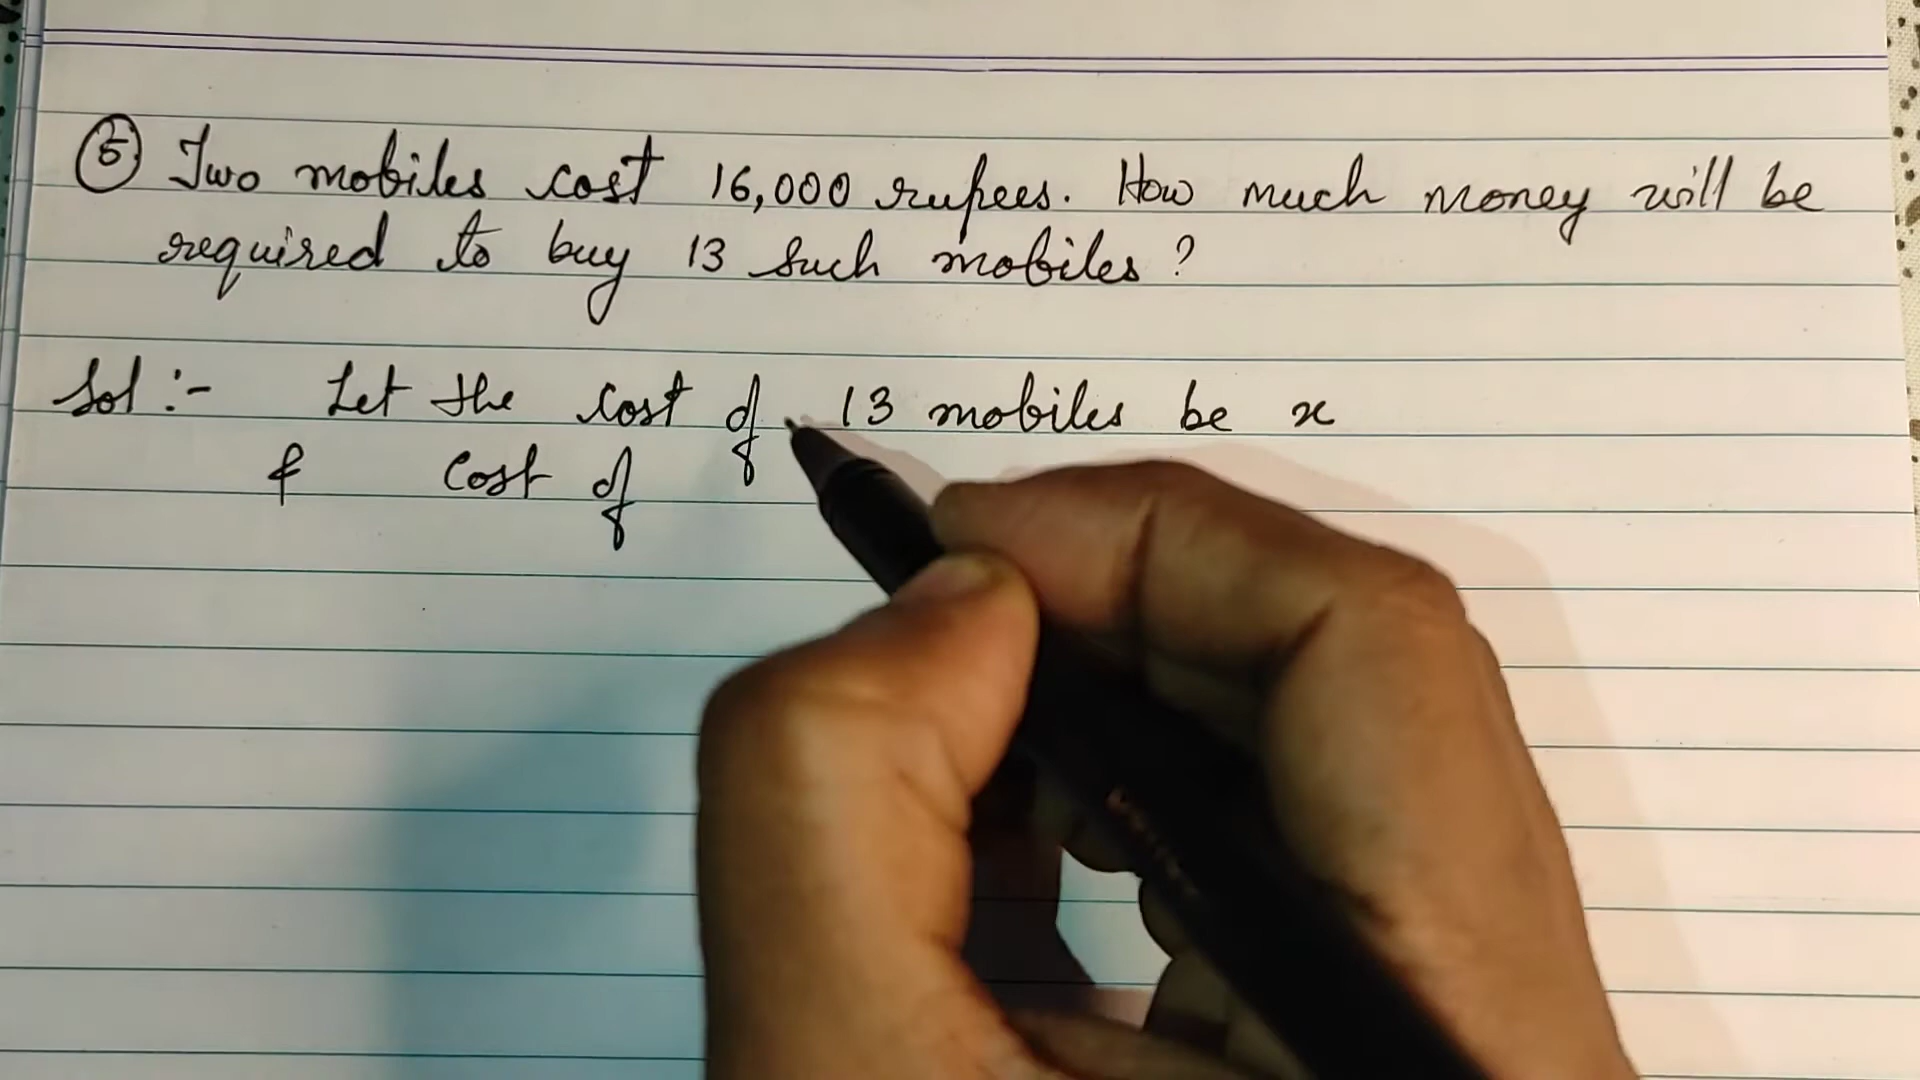 5 Two mobiles cost 16,000 rupees. How much money will be
required to buy 13 such mobiles ?
Sol :- Let the cost of 13 mobiles be x
& Cost of